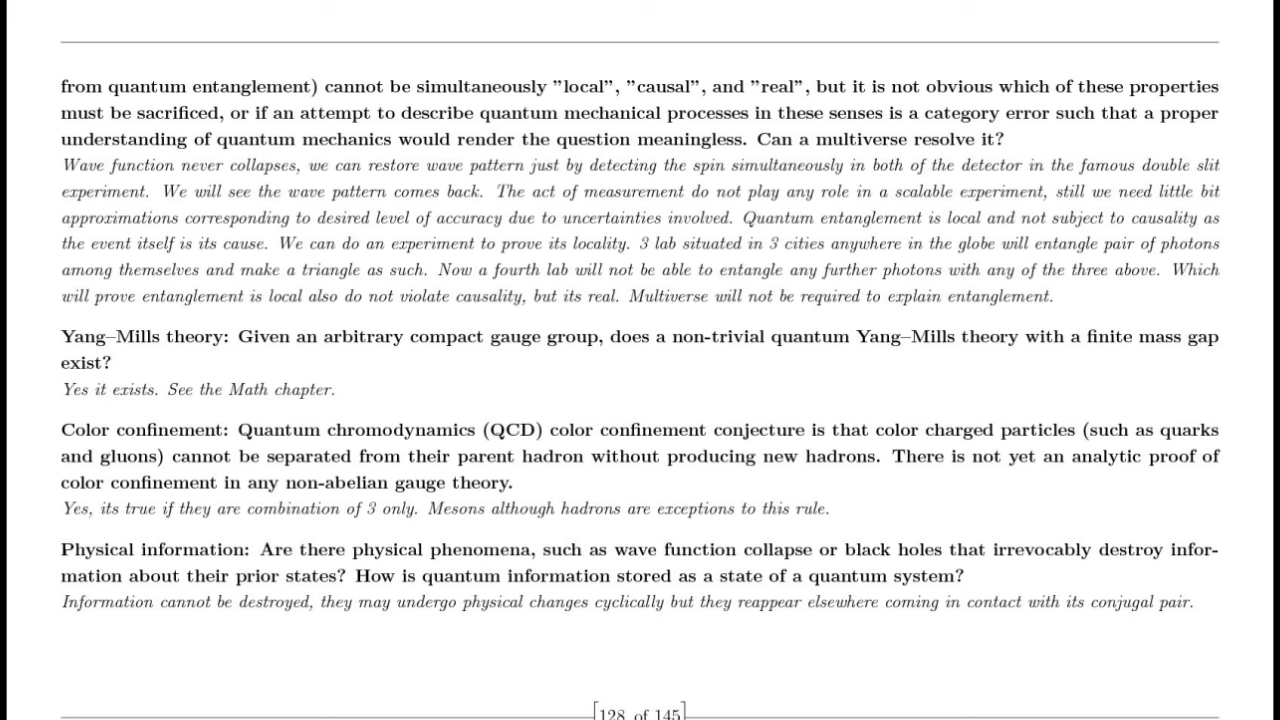 from quantum entanglement) cannot be simultaneously ”local”, ”causal”, and ”real”, but it is not obvious which of these properties
must be sacrificed, or if an attempt to describe quantum mechanical processes in these senses is a category error such that a proper
understanding of quantum mechanics would render the question meaningless. Can a multiverse resolve it?
Wave function never collapses, we can restore wave pattern just by detecting the spin simultaneously in both of the detector in the famous double slit
experiment. We will see the wave pattern comes back. The act of measurement do not play any role in a scalable experiment, still we need little bit
approximations corresponding to desired level of accuracy due to uncertainties involved. Quantum entanglement is local and not subject to causality as
the event itself is its cause. We can do an experiment to prove its locality. 3 lab situated in 3 cities anywhere in the globe will entangle pair of photons
among themselves and make a triangle as such. Now a fourth lab will not be able to entangle any further photons with any of the three above. Which
will prove entanglement is local also do not violate causality, but its real. Multiverse will not be required to explain entanglement.
Yang–Mills theory: Given an arbitrary compact gauge group, does a non-trivial quantum Yang–Mills theory with a finite mass gap
exist?
Yes it exists. See the Math chapter.
Color confinement: Quantum chromodynamics (QCD) color confinement conjecture is that color charged particles (such as quarks
and gluons) cannot be separated from their parent hadron without producing new hadrons. There is not yet an analytic proof of
color confinement in any non-abelian gauge theory.
Yes, its true if they are combination of 3 only. Mesons although hadrons are exceptions to this rule.
Physical information: Are there physical phenomena, such as wave function collapse or black holes that irrevocably destroy infor-
mation about their prior states? How is quantum information stored as a state of a quantum system?
Information cannot be destroyed, they may undergo physical changes cyclically but they reappear elsewhere coming in contact with its conjugal pair.
[128 of 145]